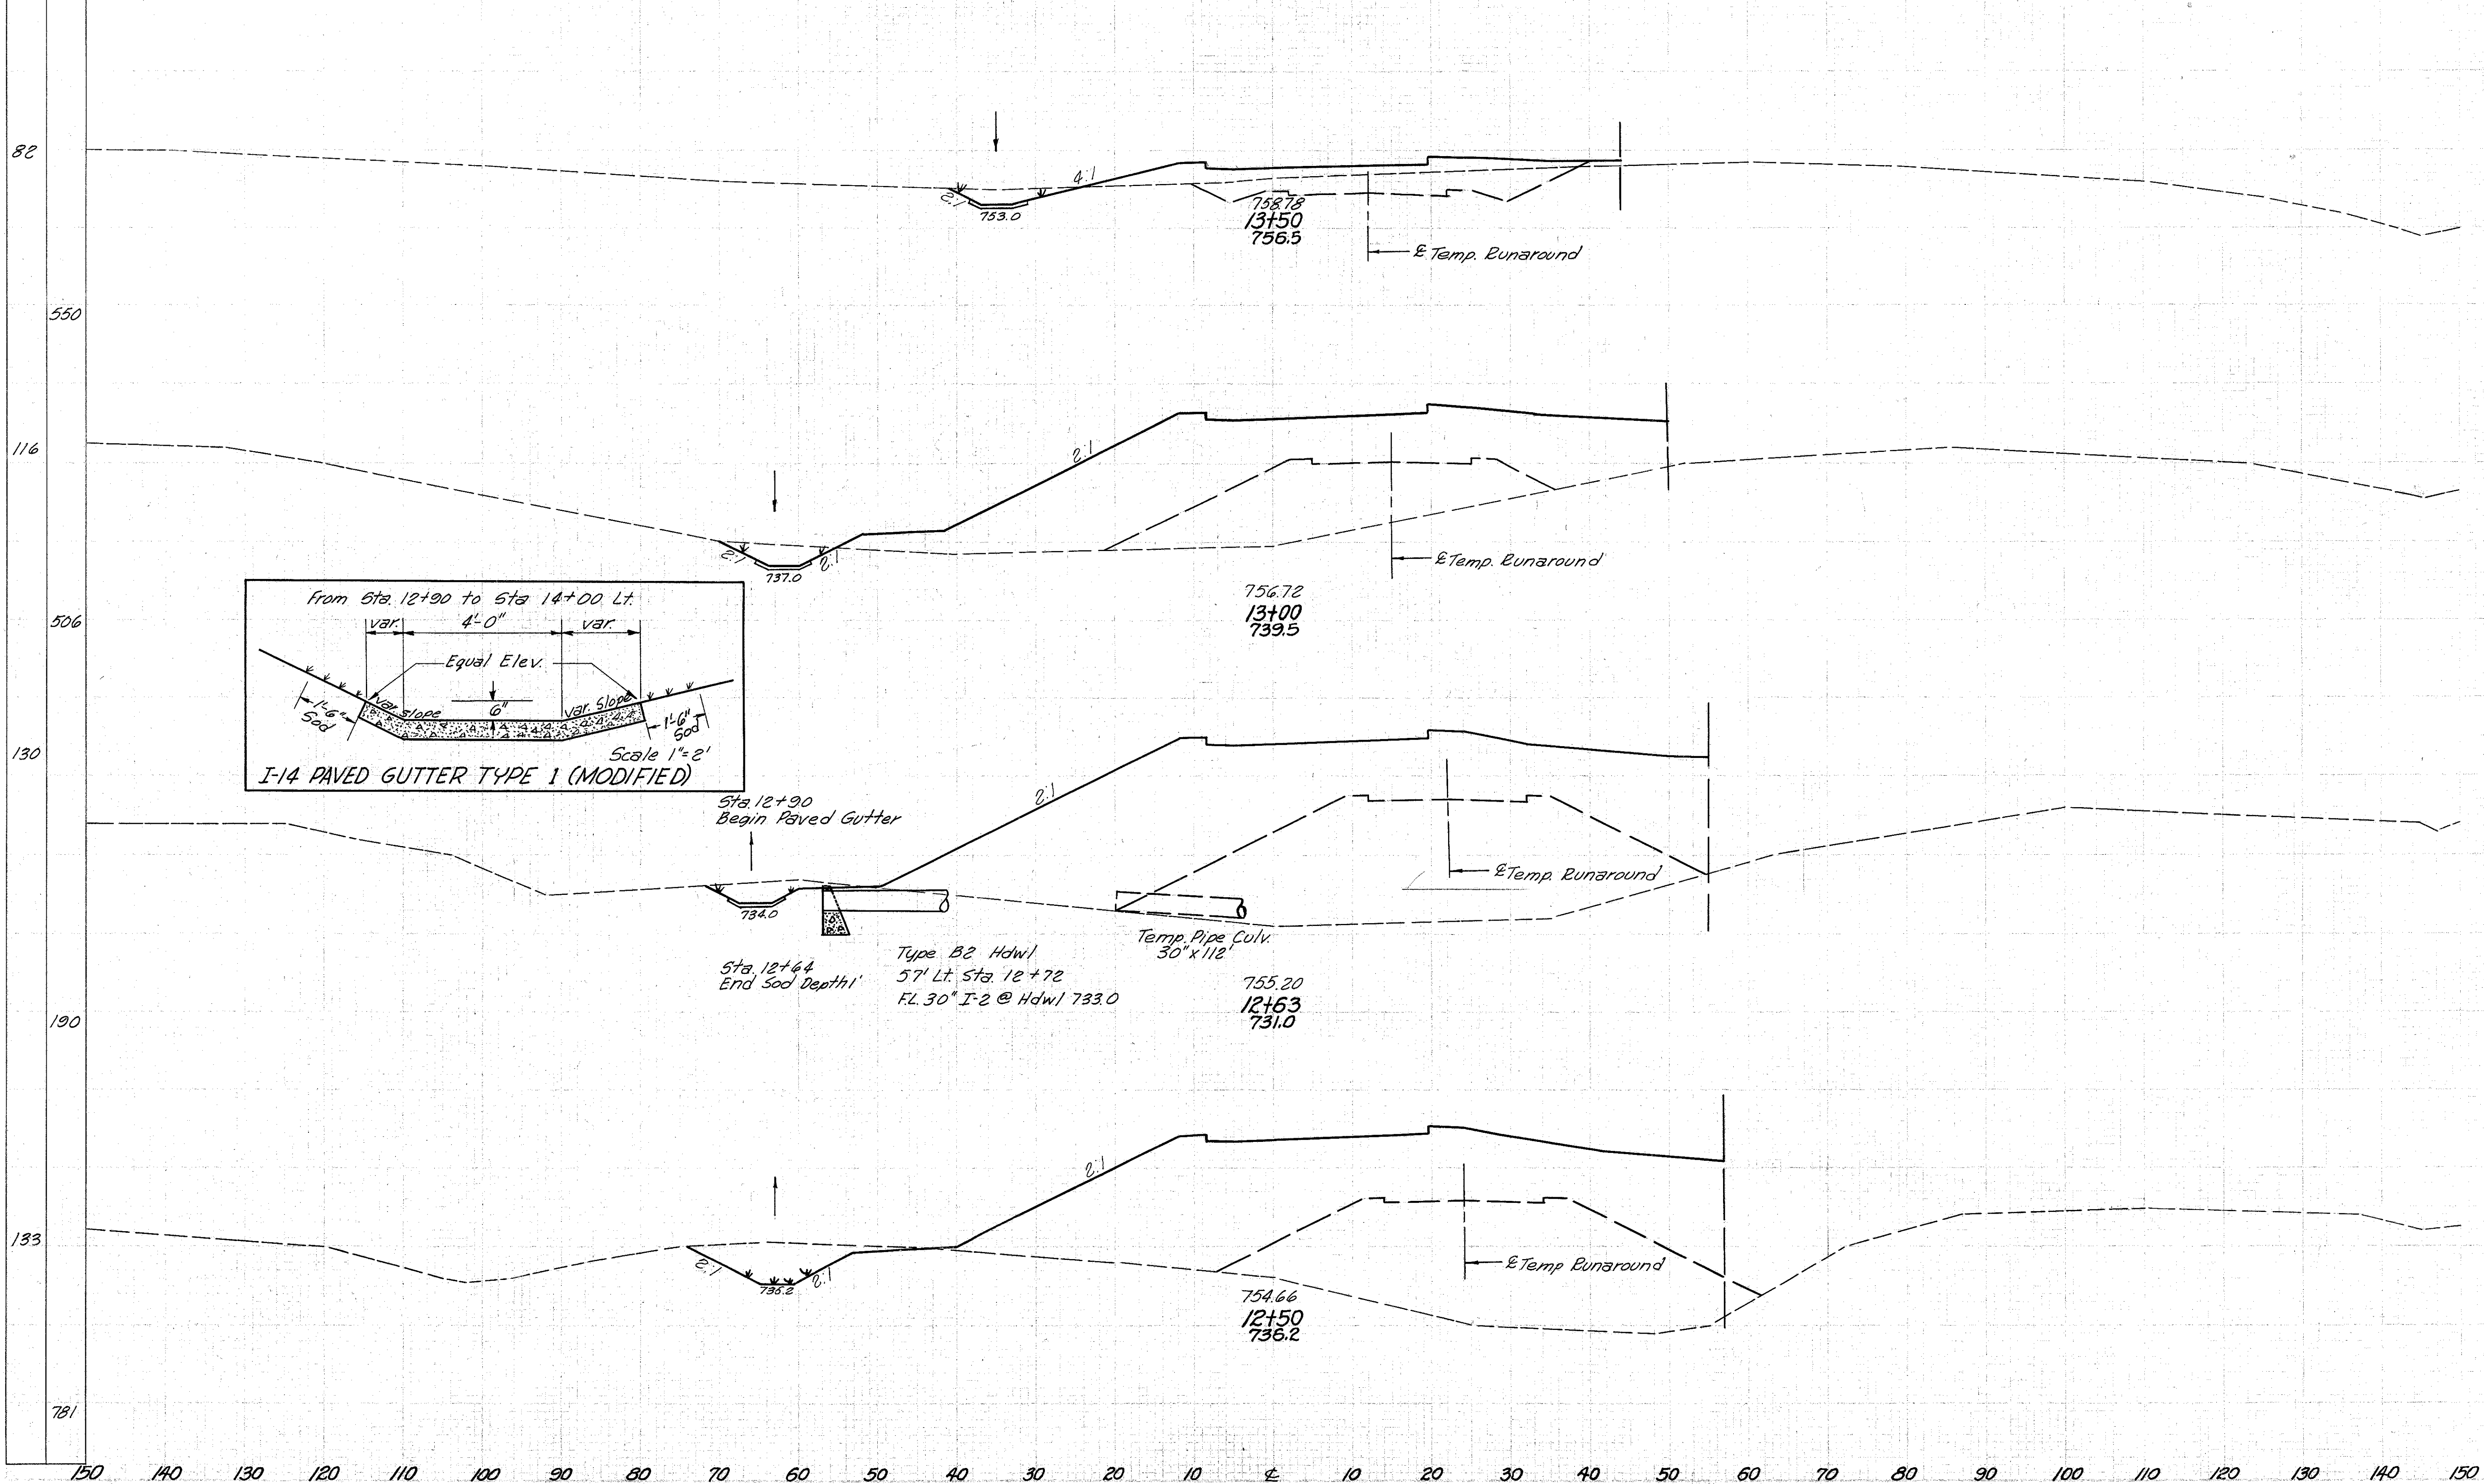 82
4:1
2:1
753.0
758.78
13+50
756.5
℄ Temp. Runaround
550
116
2:1
2:1
2:1
737.0
℄ Temp. Runaround
756.72
13+00
739.5
506
From Sta. 12+90 to Sta 14+00 Lt.
var. 4'-0" var.
Equal Elev.
var. slope 6" var. slope
1'-6" Sod
1'-6" Sod
Scale 1"=2'
I-14 PAVED GUTTER TYPE 1 (MODIFIED)
130
2:1
Sta. 12+90
Begin Paved Gutter
734.0
℄ Temp. Runaround
Temp. Pipe Culv.
30" x 112'
Sta. 12+64
End Sod Depth 1'
Type B2 Hdwl
57' Lt. Sta. 12+72
F.L. 30" I-2 @ Hdwl 733.0
755.20
12+63
731.0
190
2:1
133
2:1
2:1
℄ Temp Runaround
754.66
12+50
736.2
781
150 140 130 120 110 100 90 80 70 60 50 40 30 20 10 ℄ 10 20 30 40 50 60 70 80 90 100 110 120 130 140 150